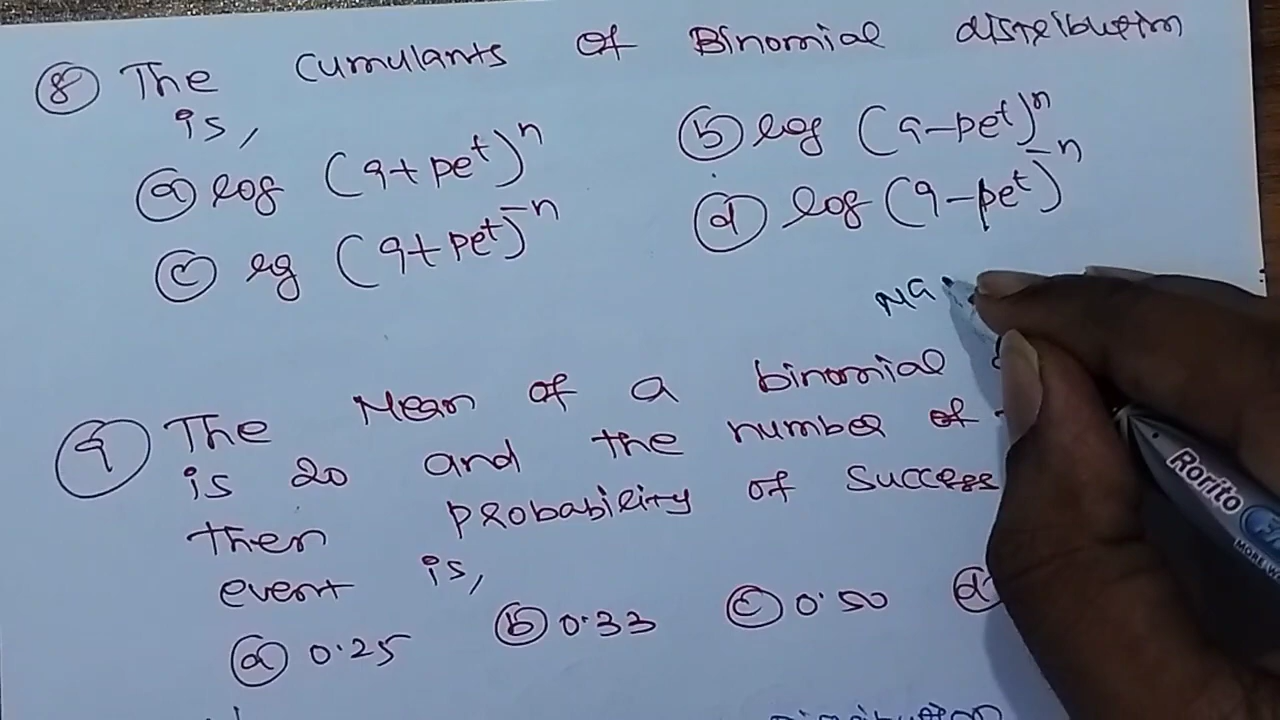 ⑧ The cumulants of Binomial distribution
is,
ⓐ log (q+pe^t)^n ⓑ log (q-pe^t)^n
ⓒ log (q+pe^t)^-n ⓓ log (q-pe^t)^-n
⑨ The Mean of a binomial
is 20 and the number of
then probability of success
event is,
ⓐ 0.25 ⓑ 0.33 ⓒ 0.50 ⓓ
Rorito